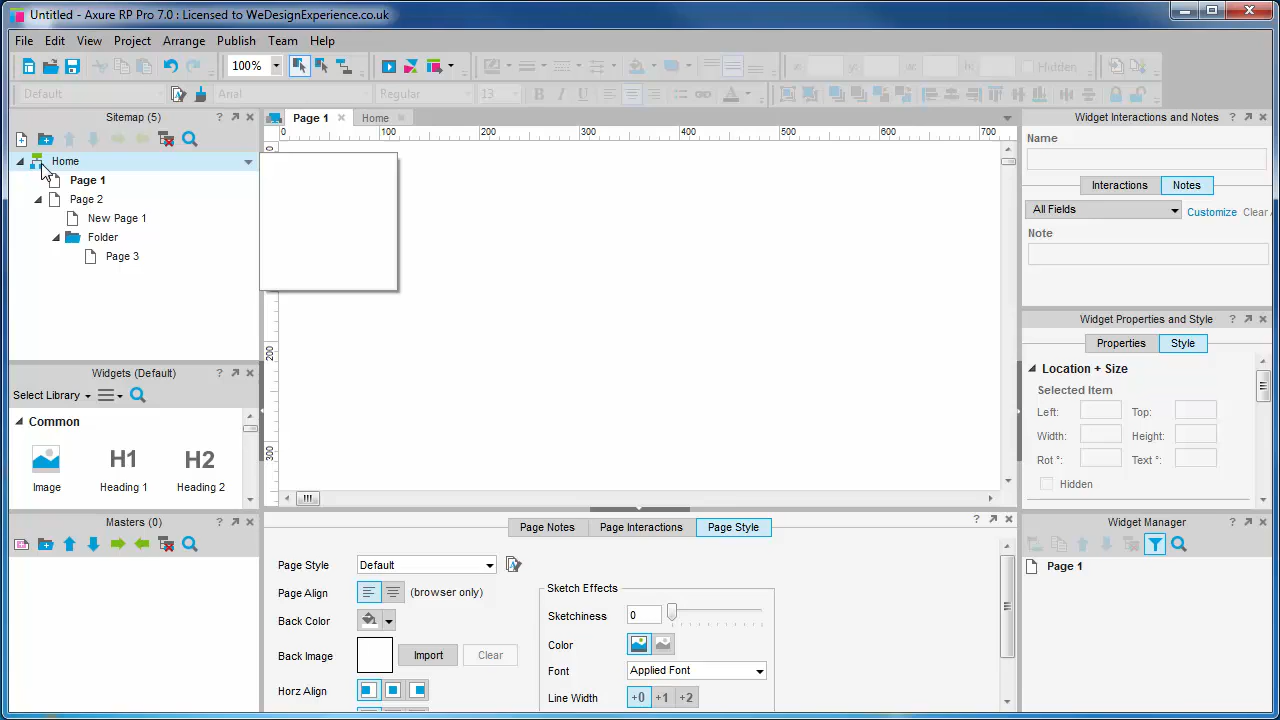 Untitled - Axure RP Pro 7.0 : Licensed to WeDesignExperience.co.uk
File Edit View Project Arrange Publish Team Help
100%
Default Arial Regular 13 B I U A Hidden
Sitemap (5) ?
Home
Page 1
Page 2
New Page 1
Folder
Page 3
Widgets (Default) ?
Select Library
Common
Image
H1
Heading 1
H2
Heading 2
Masters (0) ?
Page 1 Home
0 100 200 300 400 500 600 700
0
200
300
Page Notes Page Interactions Page Style ?
Page Style Default
Page Align (browser only)
Back Color
Back Image Import Clear
Horz Align
Sketch Effects
Sketchiness 0
Color
Font Applied Font
Line Width +0 +1 +2
Widget Interactions and Notes ?
Name
Interactions Notes
All Fields Customize Clear
Note
Widget Properties and Style ?
Properties Style
Location + Size
Selected Item
Left: Top:
Width: Height:
Rot °: Text °:
Hidden
Widget Manager ?
Page 1